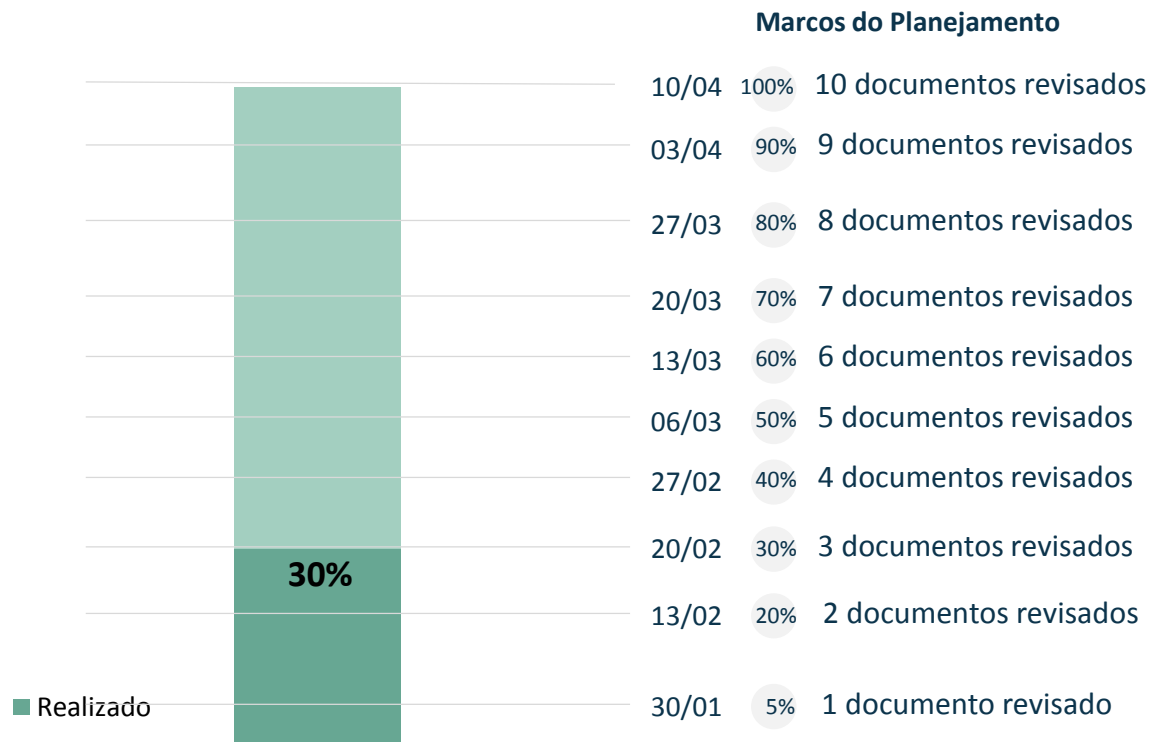 Marcos do Planejamento
10/04 100% 10 documentos revisados
03/04 90% 9 documentos revisados
27/03 80% 8 documentos revisados
20/03 70% 7 documentos revisados
13/03 60% 6 documentos revisados
06/03 50% 5 documentos revisados
27/02 40% 4 documentos revisados
20/02 30% 3 documentos revisados
30%
13/02 20% 2 documentos revisados
Realizado
30/01 5% 1 documento revisado